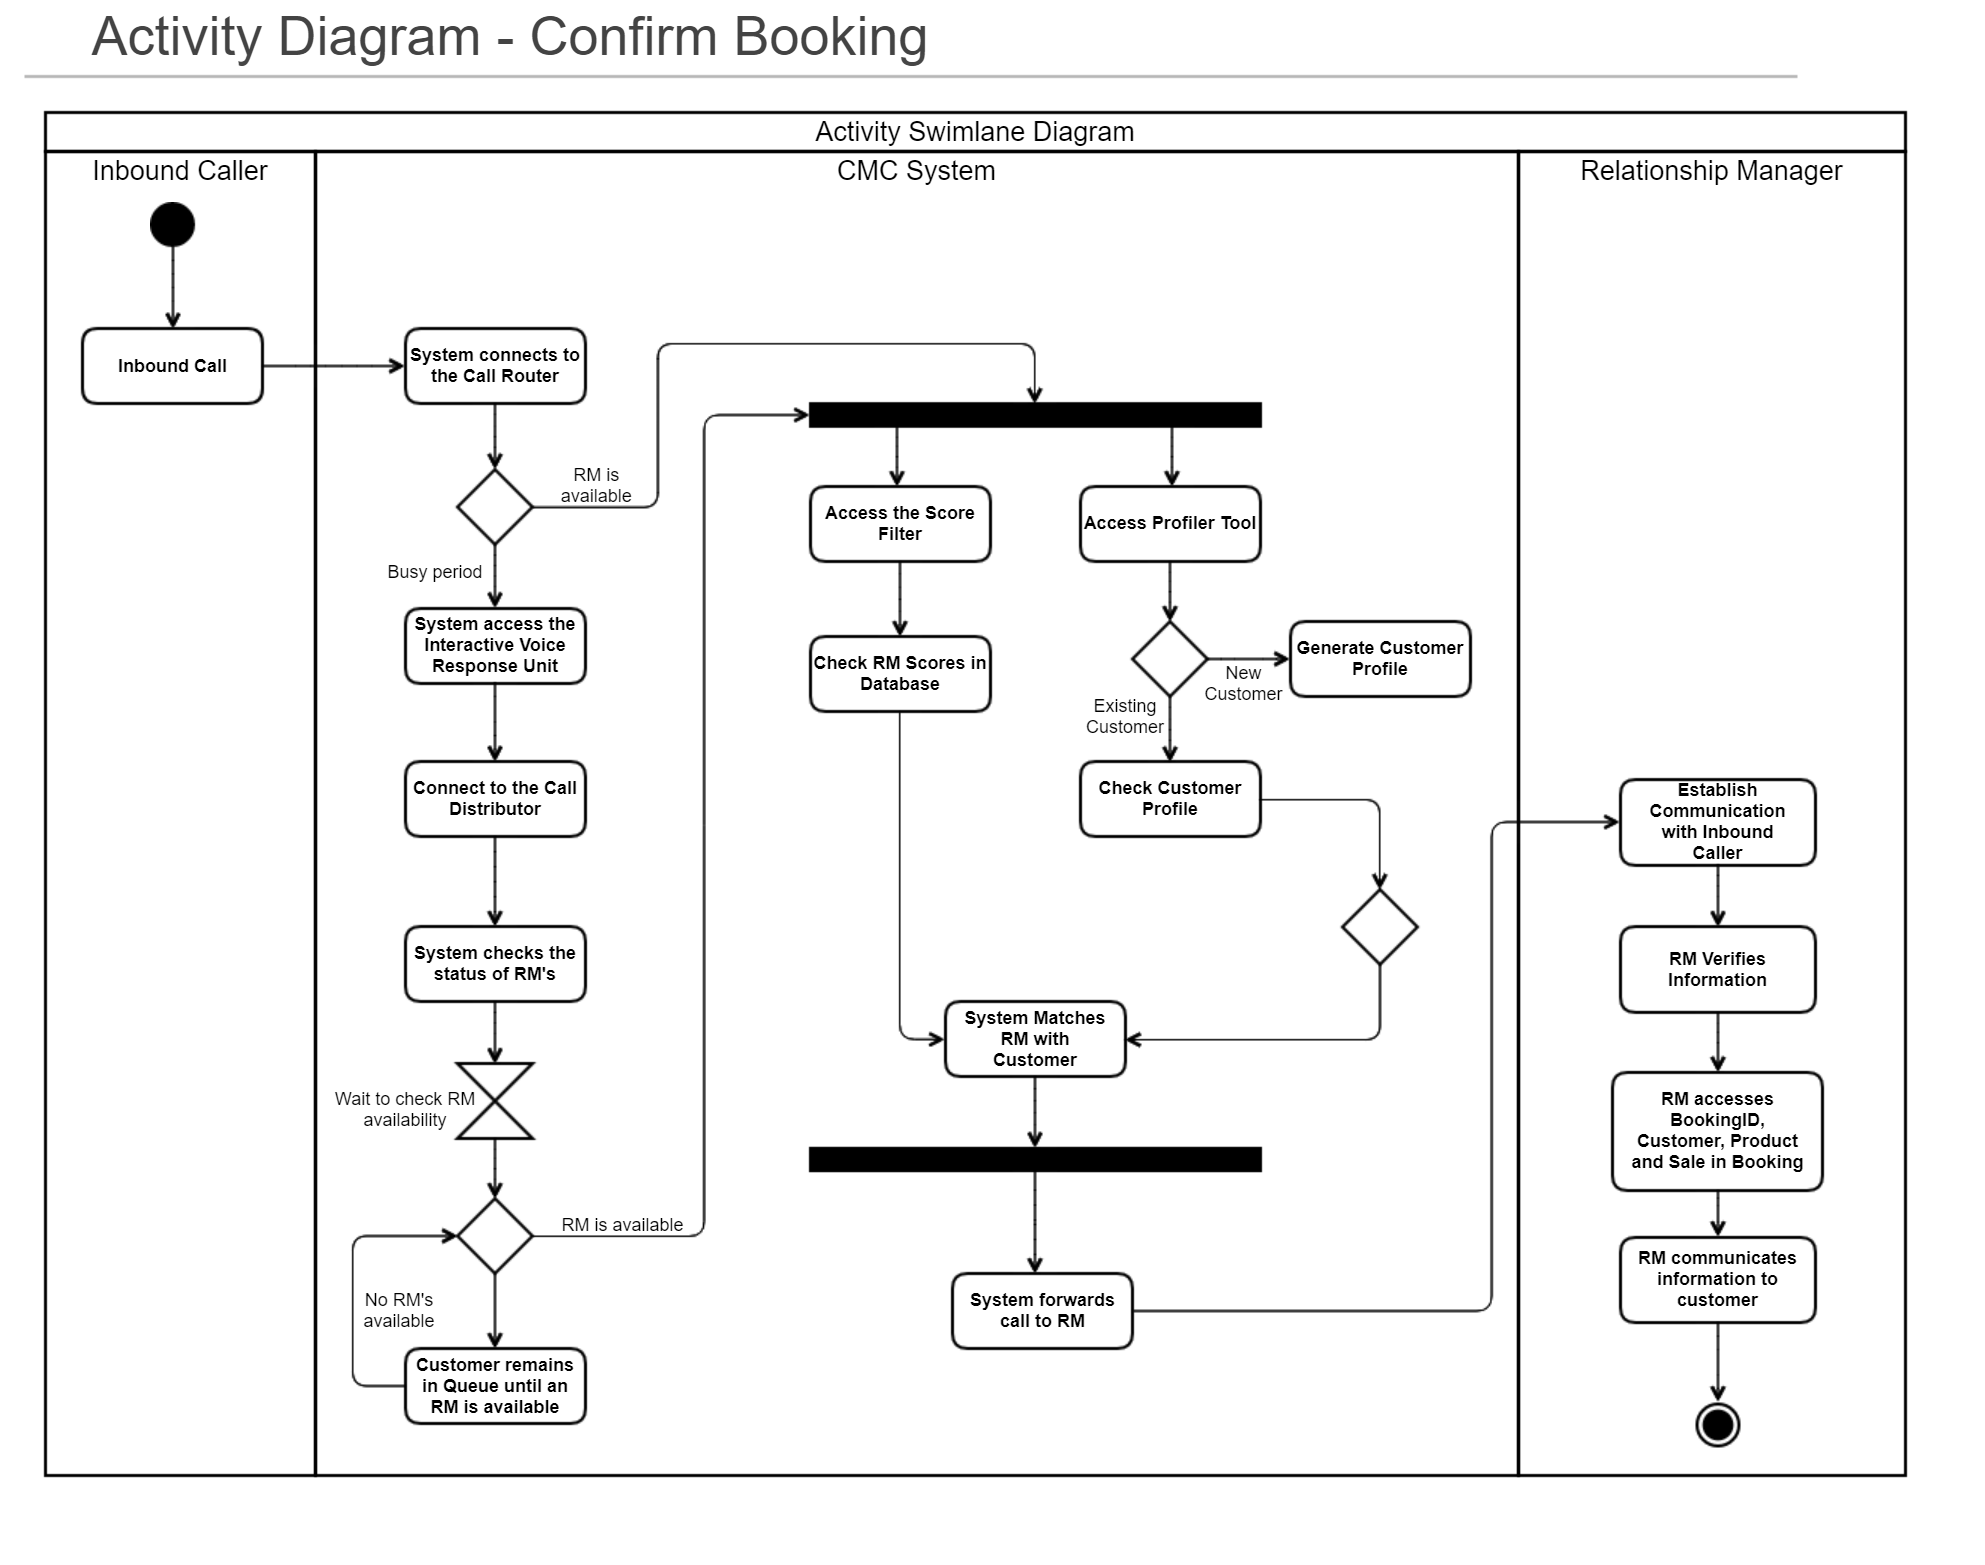 Activity Diagram - Confirm Booking
Activity Swimlane Diagram
Inbound Caller
CMC System
Relationship Manager
Inbound Call
System connects to
the Call Router
RM is
available
Busy period
System access the
Interactive Voice
Response Unit
Connect to the Call
Distributor
System checks the
status of RM's
Wait to check RM
availability
RM is available
No RM's
available
Customer remains
in Queue until an
RM is available
Access the Score
Filter
Check RM Scores in
Database
Access Profiler Tool
New
Customer
Generate Customer
Profile
Existing
Customer
Check Customer
Profile
System Matches
RM with
Customer
System forwards
call to RM
Establish
Communication
with Inbound
Caller
RM Verifies
Information
RM accesses
BookingID,
Customer, Product
and Sale in Booking
RM communicates
information to
customer